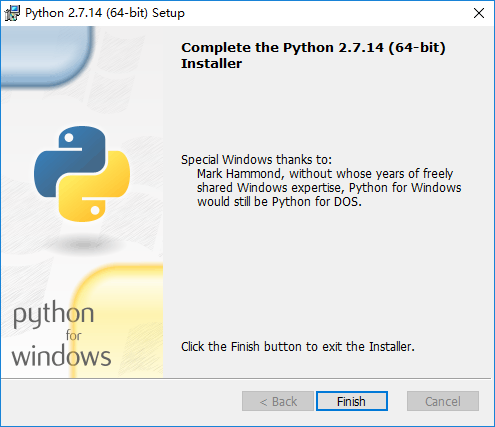 Python 2.7.14 (64-bit) Setup
Complete the Python 2.7.14 (64-bit)
Installer
Special Windows thanks to:
Mark Hammond, without whose years of freely
shared Windows expertise, Python for Windows
would still be Python for DOS.
python
for
windows
Click the Finish button to exit the Installer.
< Back
Finish
Cancel